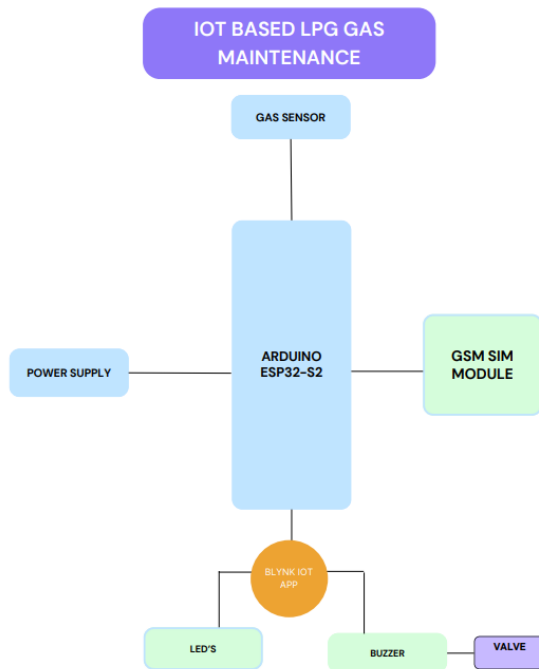 IOT BASED LPG GAS
MAINTENANCE
GAS SENSOR
ARDUINO
ESP32-S2
GSM SIM
MODULE
POWER SUPPLY
BLYNK IOT
APP
LED'S
BUZZER
VALVE